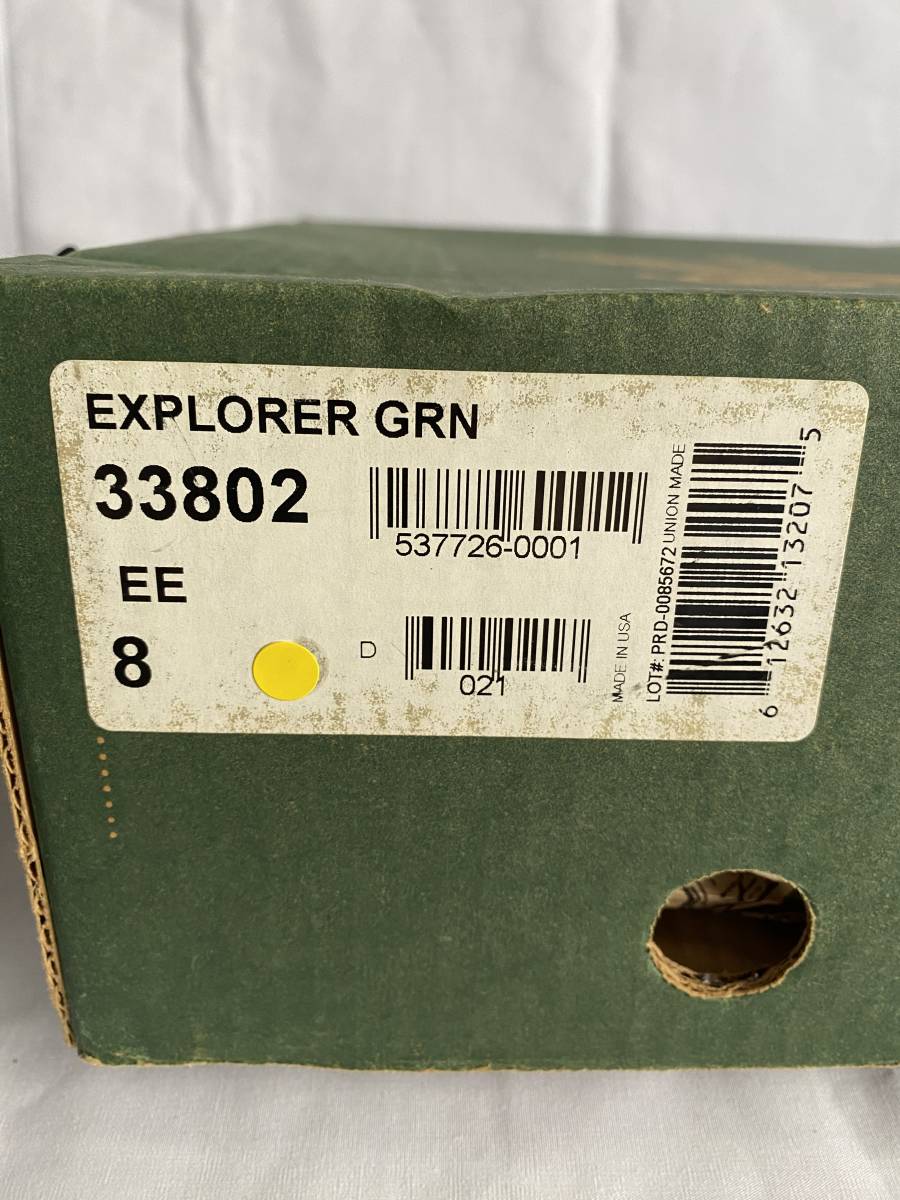 EXPLORER GRN
33802
537726-0001
EE
8
D
021
MADE IN USA
LOT#: PRD-0085672 UNION MADE
6 12632 13207 5